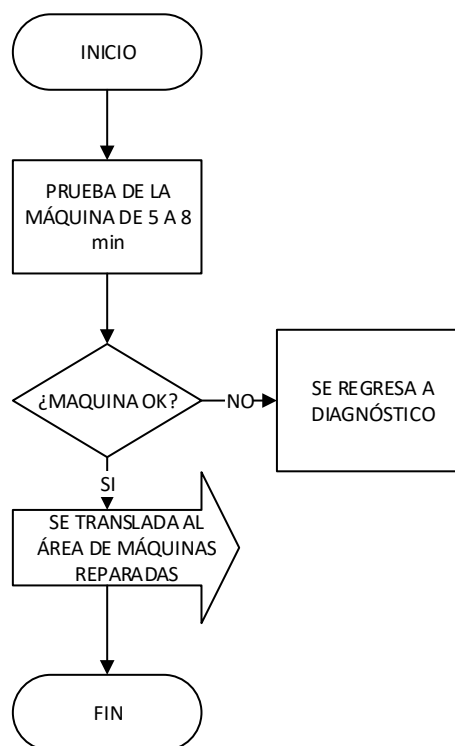 INICIO
PRUEBA DE LA
MÁQUINA DE 5 A 8
min
¿MAQUINA OK?
NO
SE REGRESA A
DIAGNÓSTICO
SI
SE TRANSLADA AL
ÁREA DE MÁQUINAS
REPARADAS
FIN